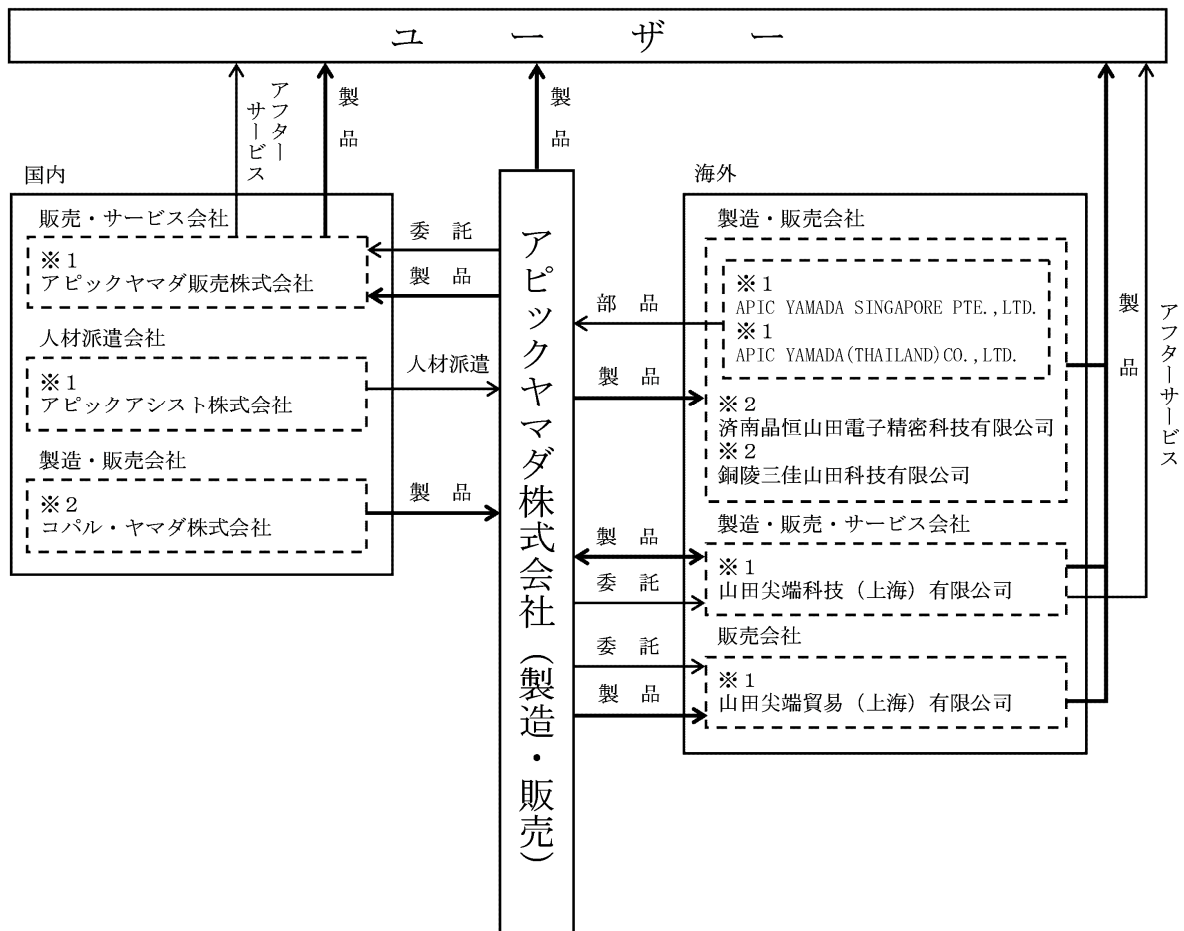 ユーザー
アフター
サービス
製品
製品
製品
アフターサービス
国内
販売・サービス会社
※１
アピックヤマダ販売株式会社
人材派遣会社
※１
アピックアシスト株式会社
製造・販売会社
※２
コパル・ヤマダ株式会社
委託
製品
人材派遣
製品
アピックヤマダ株式会社（製造・販売）
部品
製品
製品
委託
委託
製品
海外
製造・販売会社
※１
APIC YAMADA SINGAPORE PTE.,LTD.
※１
APIC YAMADA(THAILAND)CO.,LTD.
※２
済南晶恒山田電子精密科技有限公司
※２
銅陵三佳山田科技有限公司
製造・販売・サービス会社
※１
山田尖端科技（上海）有限公司
販売会社
※１
山田尖端貿易（上海）有限公司